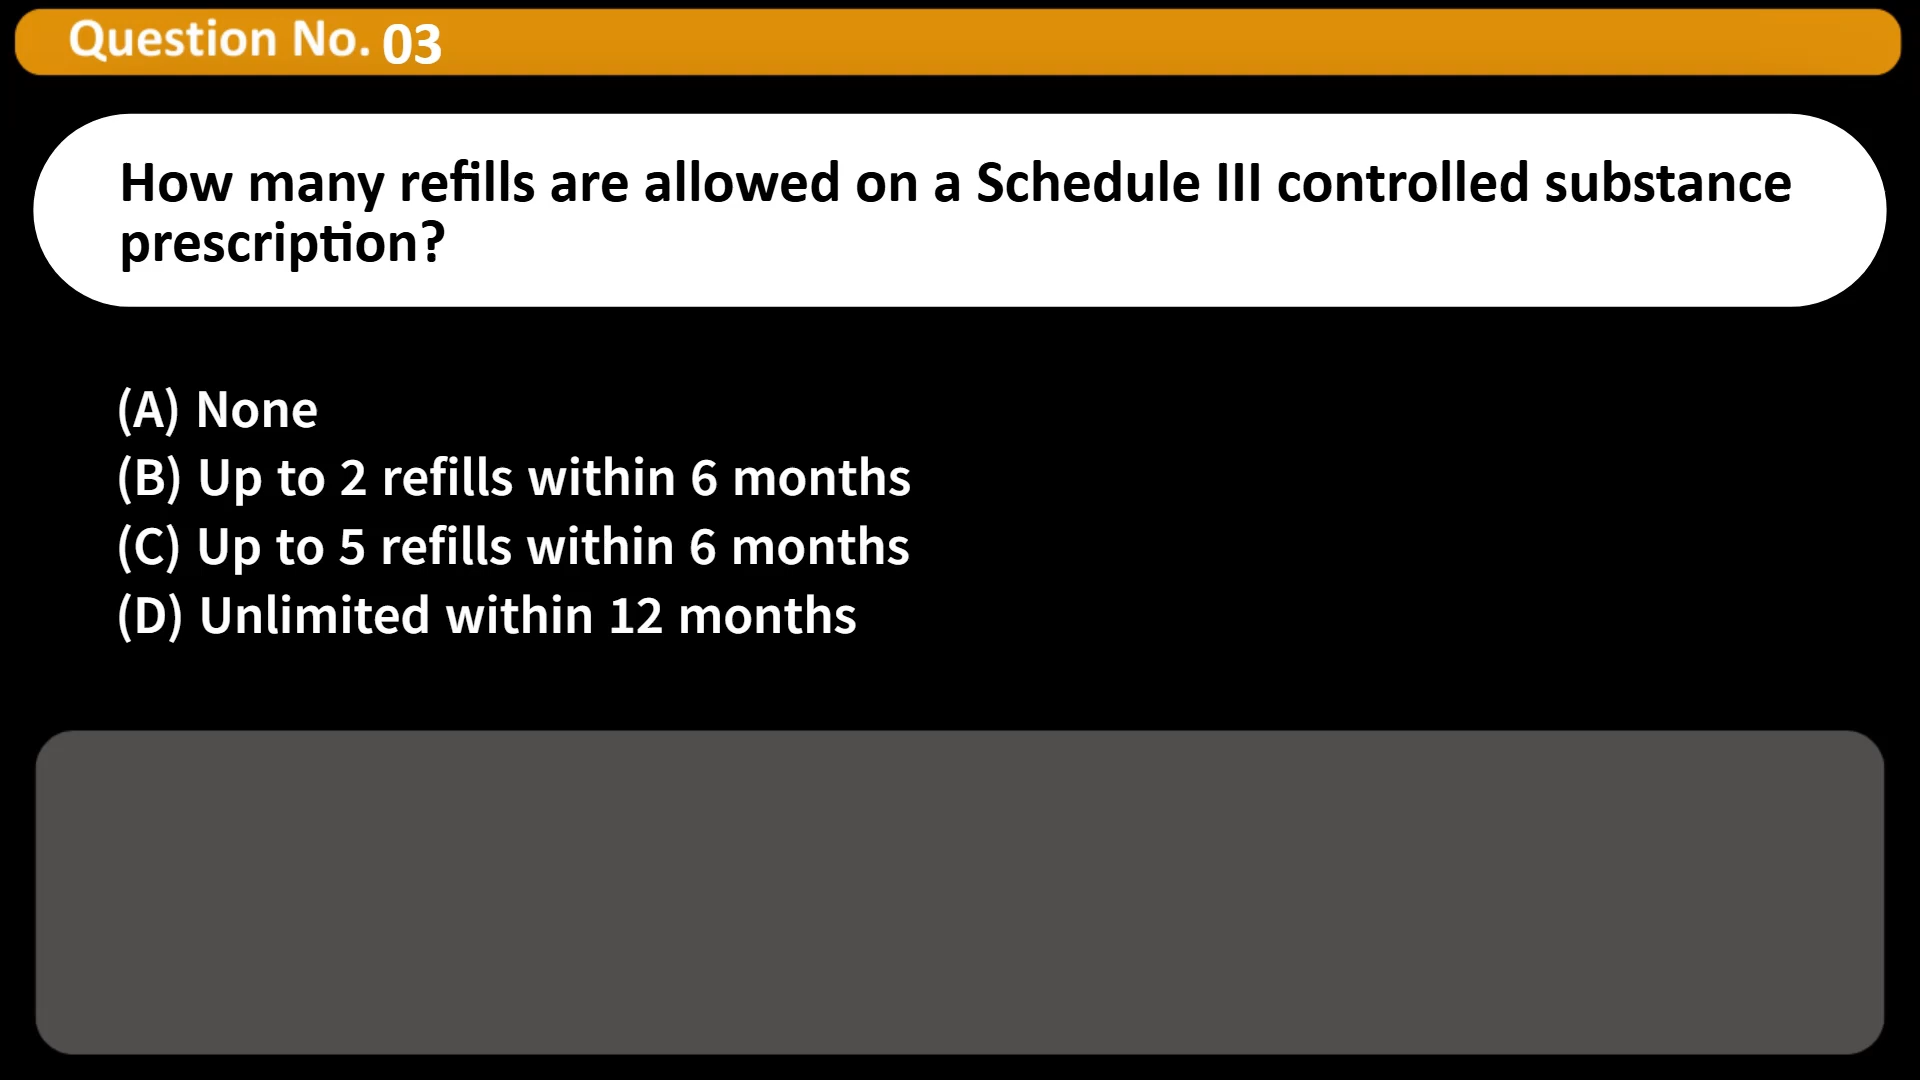 Question No. 03
How many refills are allowed on a Schedule III controlled substance
prescription?
(A) None
(B) Up to 2 refills within 6 months
(C) Up to 5 refills within 6 months
(D) Unlimited within 12 months